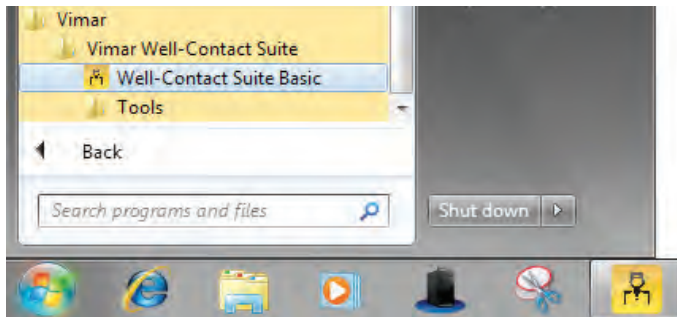 Vimar
Vimar Well-Contact Suite
Well-Contact Suite Basic
Tools
Back
Search programs and files
Shut down